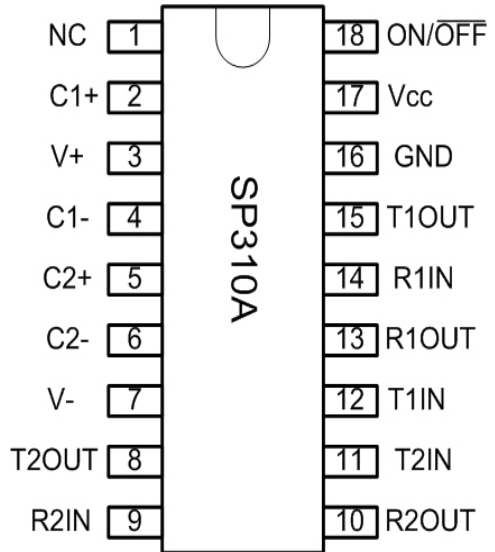 NC 1 18 ON/OFF
C1+ 2 17 Vcc
V+ 3 16 GND
C1- 4 15 T1OUT
C2+ 5 14 R1IN
C2- 6 13 R1OUT
V- 7 12 T1IN
T2OUT 8 11 T2IN
R2IN 9 10 R2OUT
SP310A